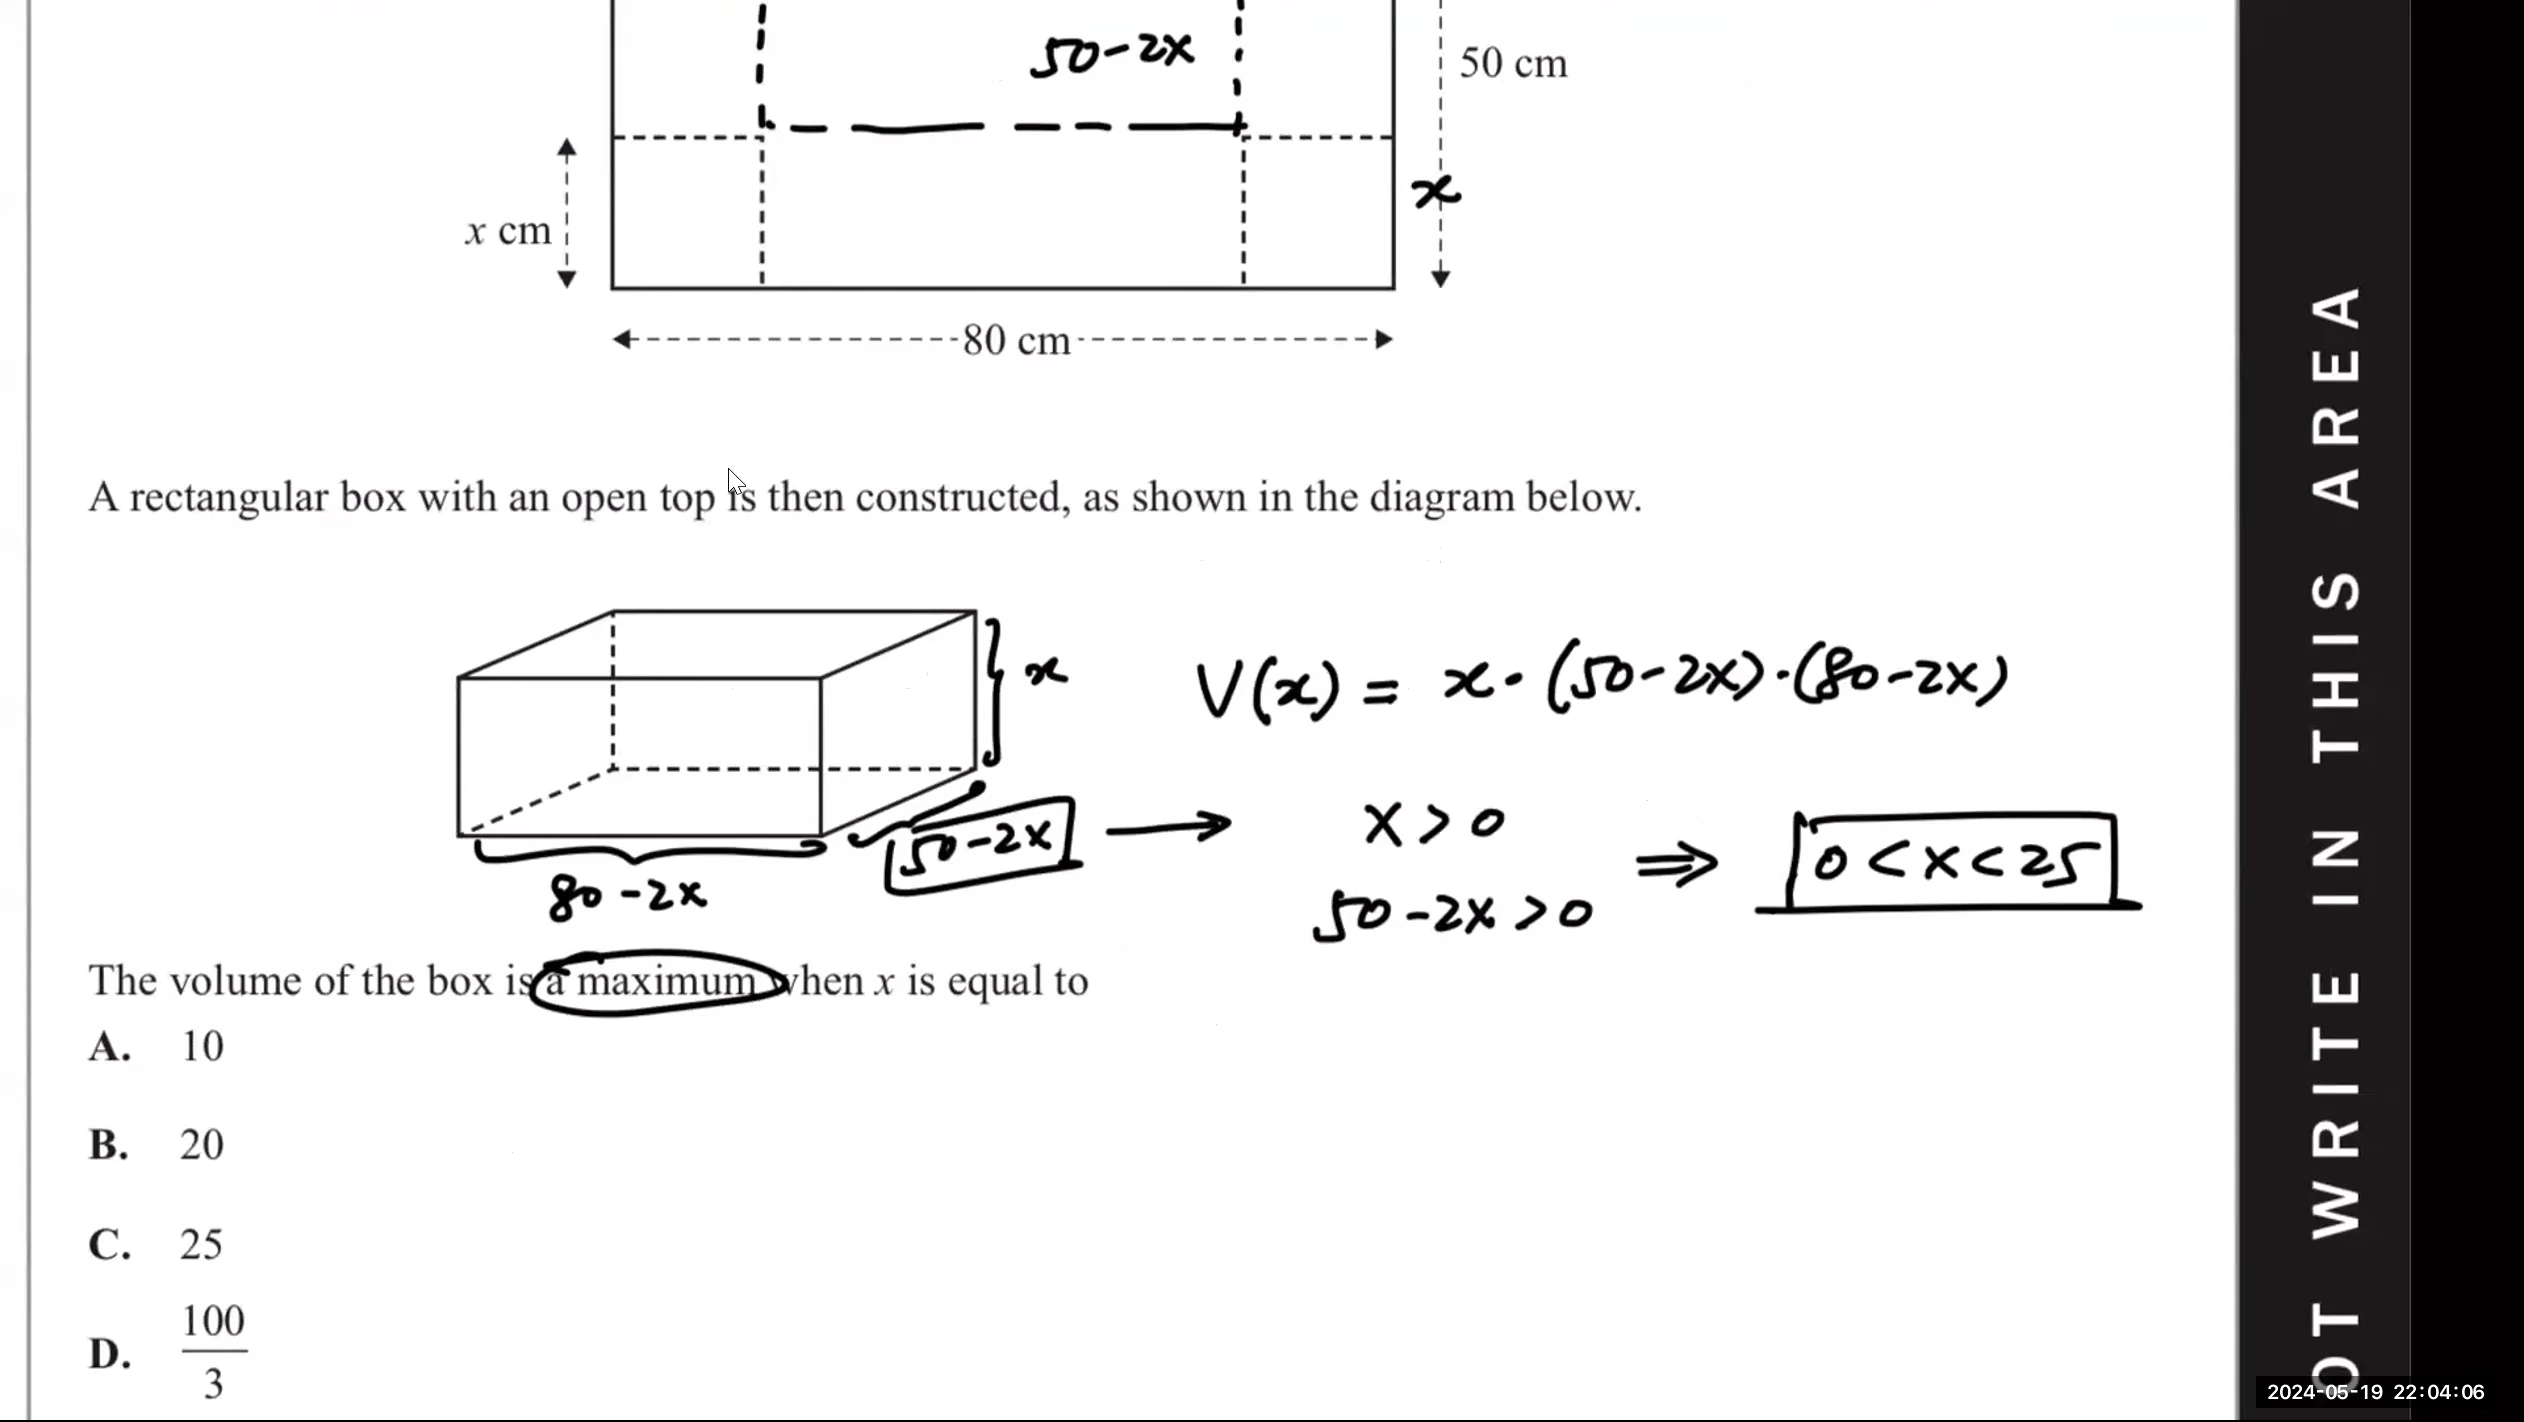 50-2x
50 cm
x
x cm
80 cm
A rectangular box with an open top is then constructed, as shown in the diagram below.
x
V(x) = x·(50-2x)·(80-2x)
50-2x
x > 0
80-2x
50-2x > 0
⇒ 0 < x < 25
The volume of the box is a maximum when x is equal to
A. 10
B. 20
C. 25
D. 100/3
OT WRITE IN THIS AREA
2024-05-19 22:04:06